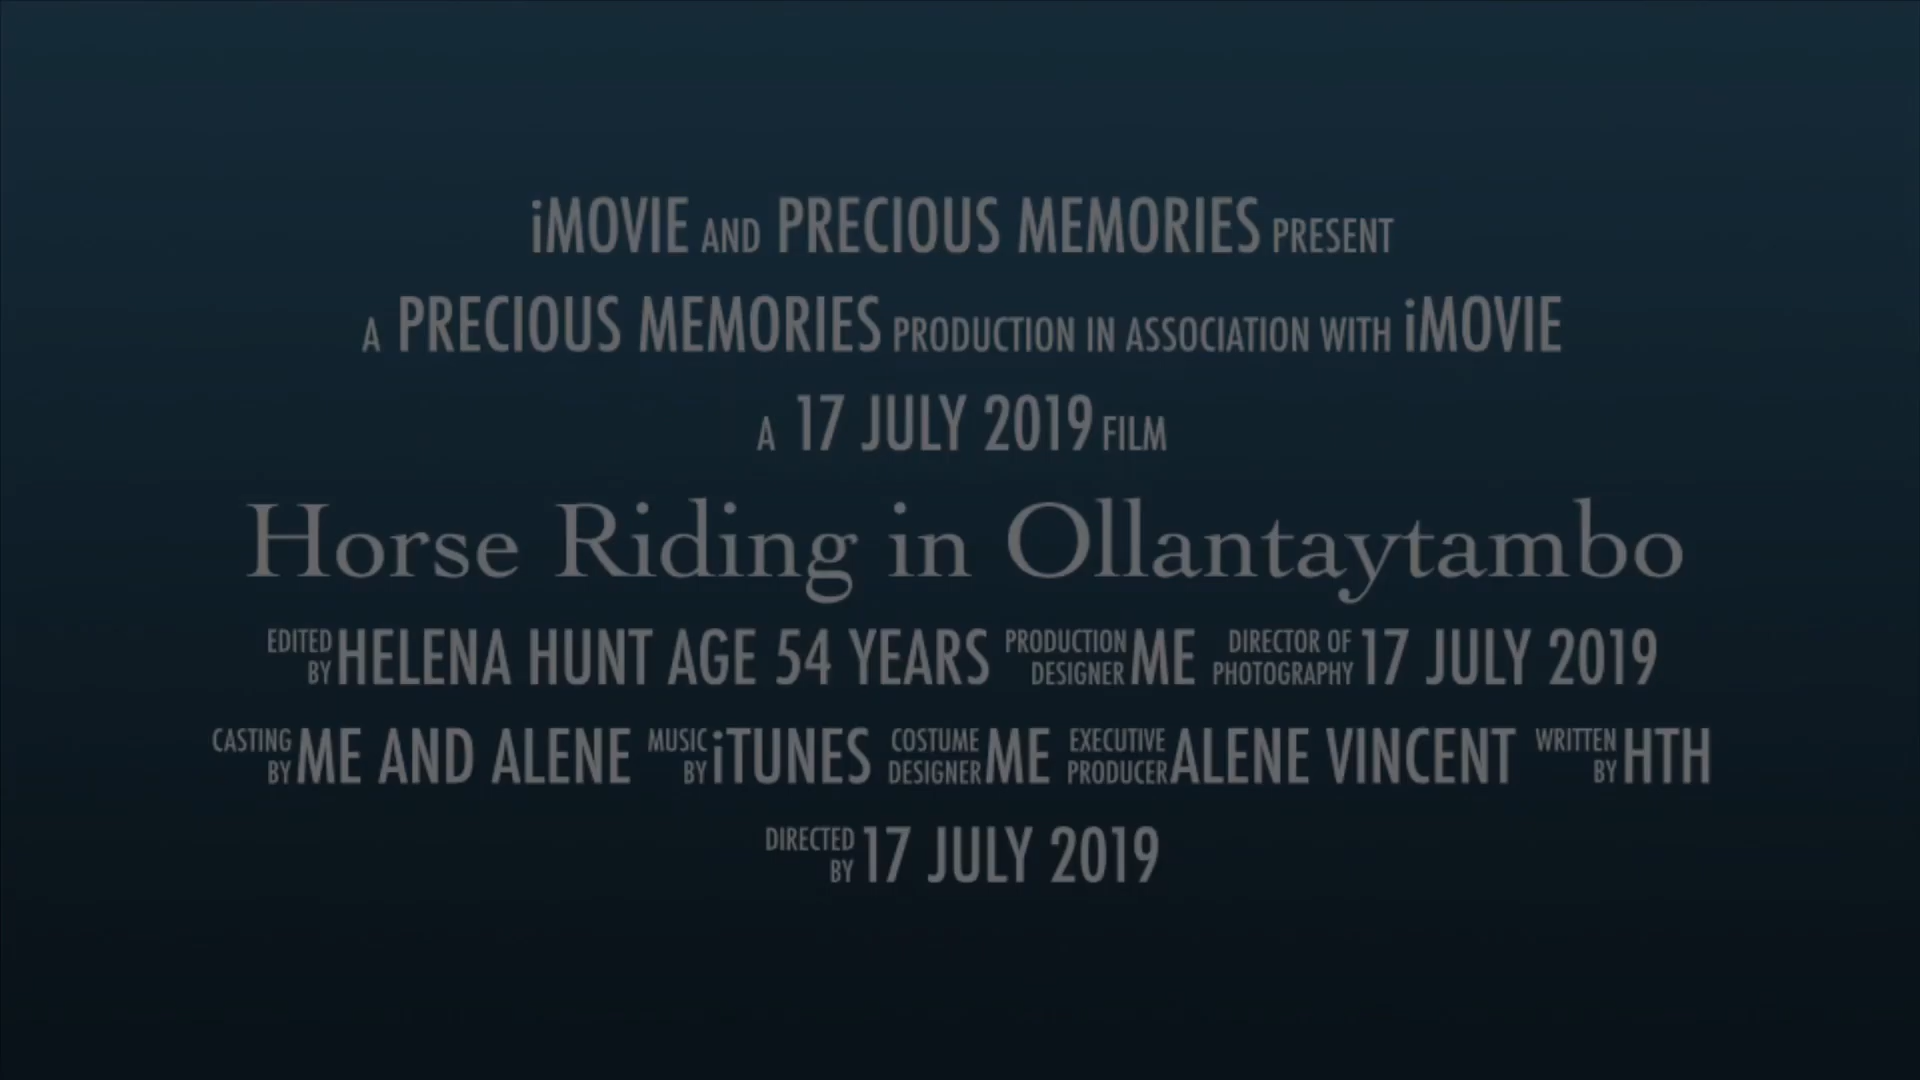 iMOVIE AND PRECIOUS MEMORIES PRESENT
A PRECIOUS MEMORIES PRODUCTION IN ASSOCIATION WITH iMOVIE
A 17 JULY 2019 FILM
Horse Riding in Ollantaytambo
EDITED BY HELENA HUNT AGE 54 YEARS PRODUCTION DESIGNER ME DIRECTOR OF PHOTOGRAPHY 17 JULY 2019
CASTING BY ME AND ALENE MUSIC BY iTUNES COSTUME DESIGNER ME EXECUTIVE PRODUCER ALENE VINCENT WRITTEN BY HTH
DIRECTED BY 17 JULY 2019